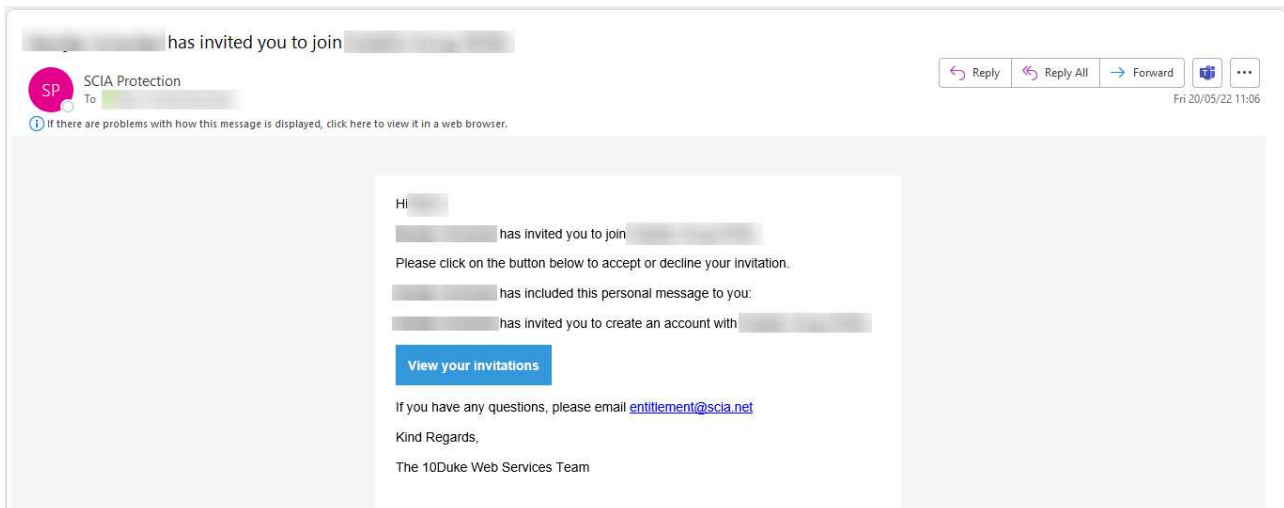 has invited you to join
SP
SCIA Protection
To
Reply
Reply All
Forward
Fri 20/05/22 11:06
If there are problems with how this message is displayed, click here to view it in a web browser.
Hi
has invited you to join
Please click on the button below to accept or decline your invitation.
has included this personal message to you:
has invited you to create an account with
View your invitations
If you have any questions, please email entitlement@scia.net
Kind Regards,
The 10Duke Web Services Team